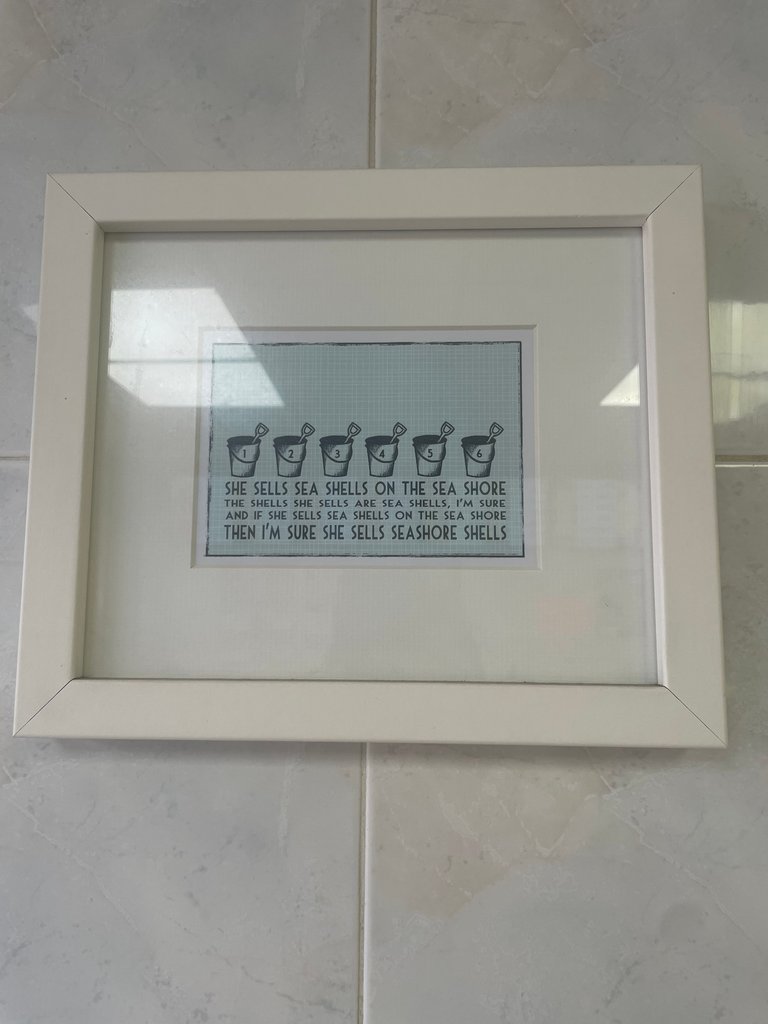 1 2 3 4 5 6
SHE SELLS SEA SHELLS ON THE SEA SHORE
THE SHELLS SHE SELLS ARE SEA SHELLS, I'M SURE
AND IF SHE SELLS SEA SHELLS ON THE SEA SHORE
THEN I'M SURE SHE SELLS SEASHORE SHELLS